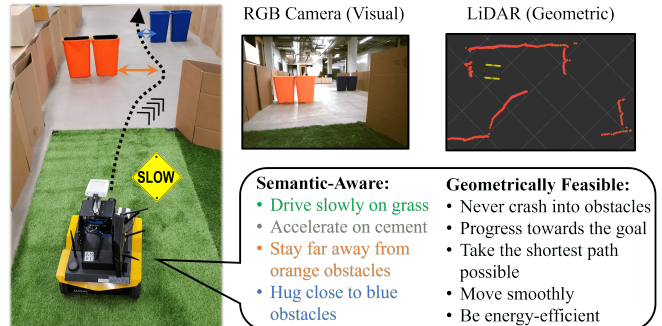 RGB Camera (Visual)
LiDAR (Geometric)
SLOW
Semantic-Aware:
• Drive slowly on grass
• Accelerate on cement
• Stay far away from
orange obstacles
• Hug close to blue
obstacles
Geometrically Feasible:
• Never crash into obstacles
• Progress towards the goal
• Take the shortest path
possible
• Move smoothly
• Be energy-efficient